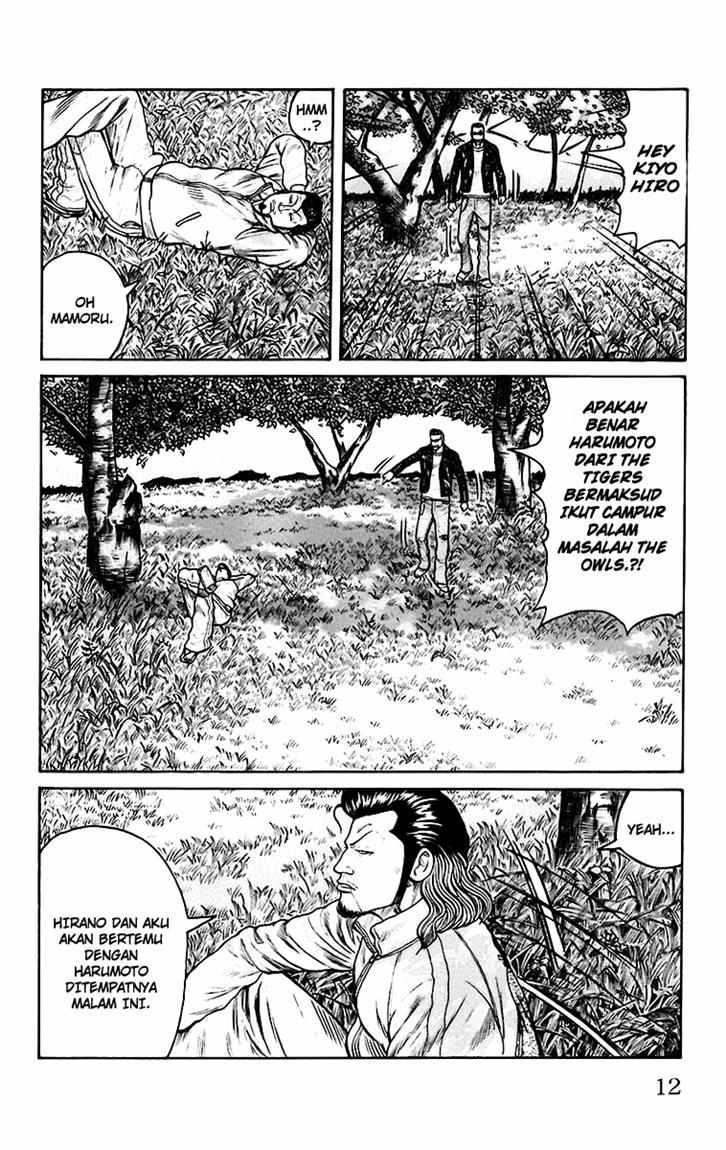 HEY
KIYO
HIRO
HMM
..?
OH
MAMORU.
APAKAH
BENAR
HARUMOTO
DARI THE
TIGERS
BERMAKSUD
IKUT CAMPUR
DALAM
MASALAH THE
OWLS.?!
YEAH...
HIRANO DAN AKU
AKAN BERTEMU
DENGAN
HARUMOTO
DITEMPATNYA
MALAM INI.
12